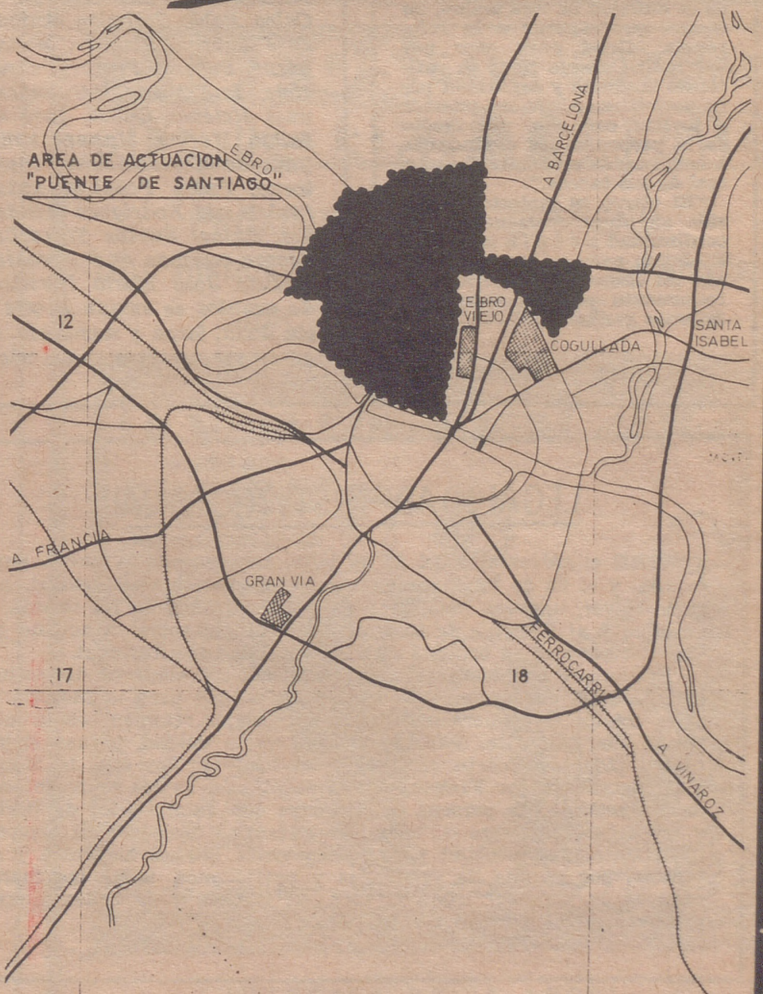 A BARCELONA
EBRO
AREA DE ACTUACION
"PUENTE DE SANTIAGO"
EBRO
VIEJO
12
COGULLADA
SANTA
ISABEL
A FRANCIA
GRAN VIA
FERROCARRIL
17
18
A VINAROZ